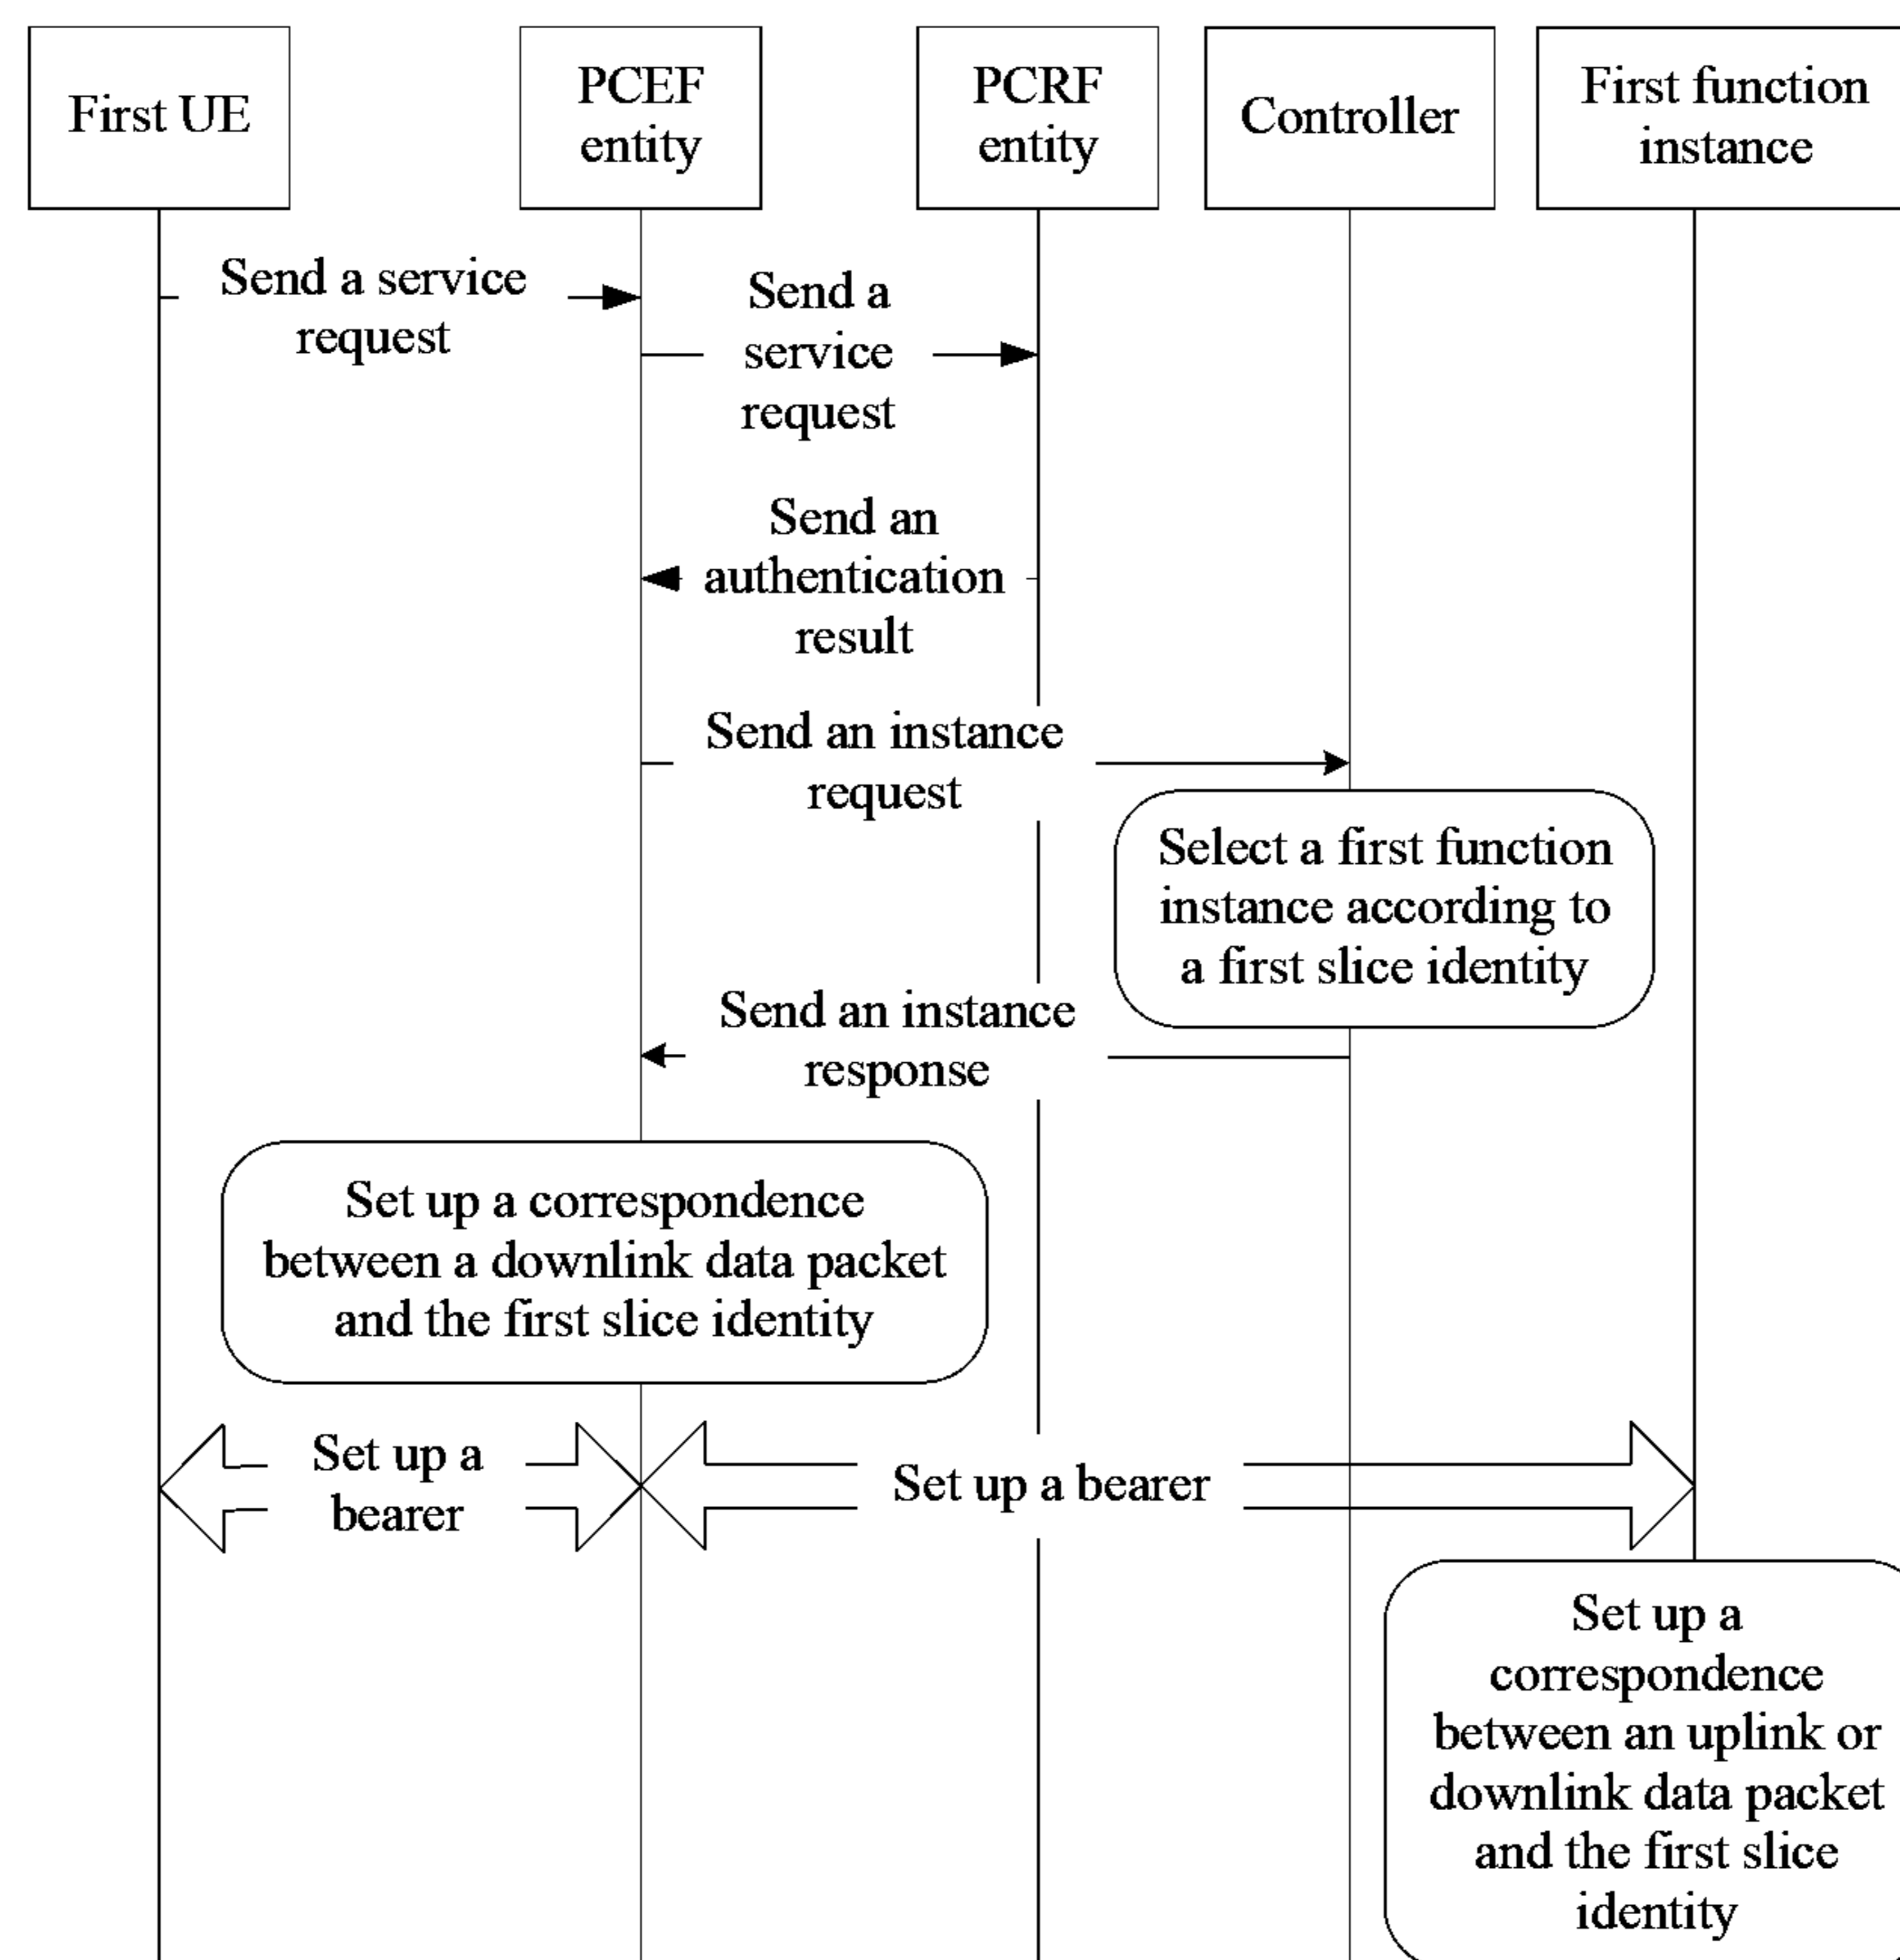 First UE
PCEF
entity
PCRF
entity
Controller
First function
instance
Send a service
request
Send a
service
request
Send an
authentication
result
Send an instance
request
Select a first function
instance according to
a first slice identity
Send an instance
response
Set up a correspondence
between a downlink data packet
and the first slice identity
Set up a
bearer
Set up a bearer
Set up a
correspondence
between an uplink or
downlink data packet
and the first slice
identity